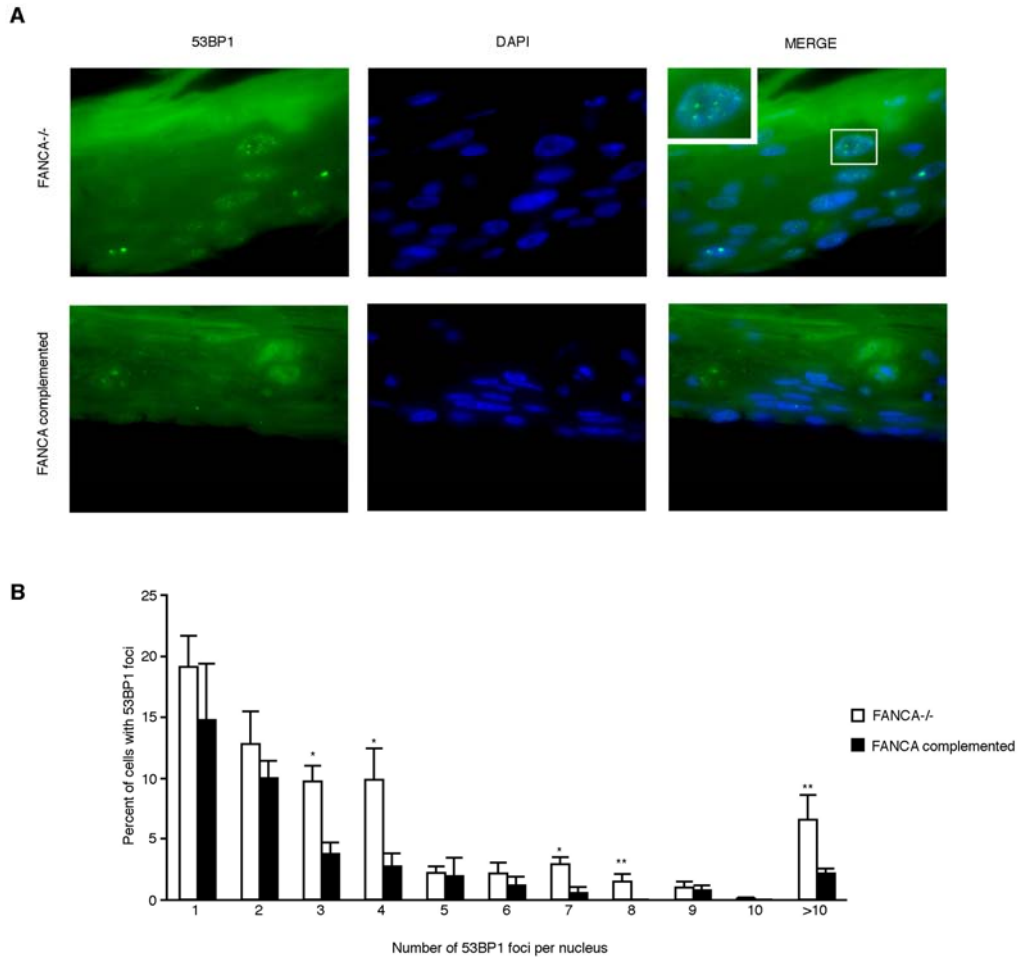 A
53BP1 DAPI MERGE
FANCA-/-
FANCA complemented
B
Percent of cells with 53BP1 foci
25
20
15
10
5
0
* * * ** **
1 2 3 4 5 6 7 8 9 10 >10
Number of 53BP1 foci per nucleus
FANCA-/-
FANCA complemented